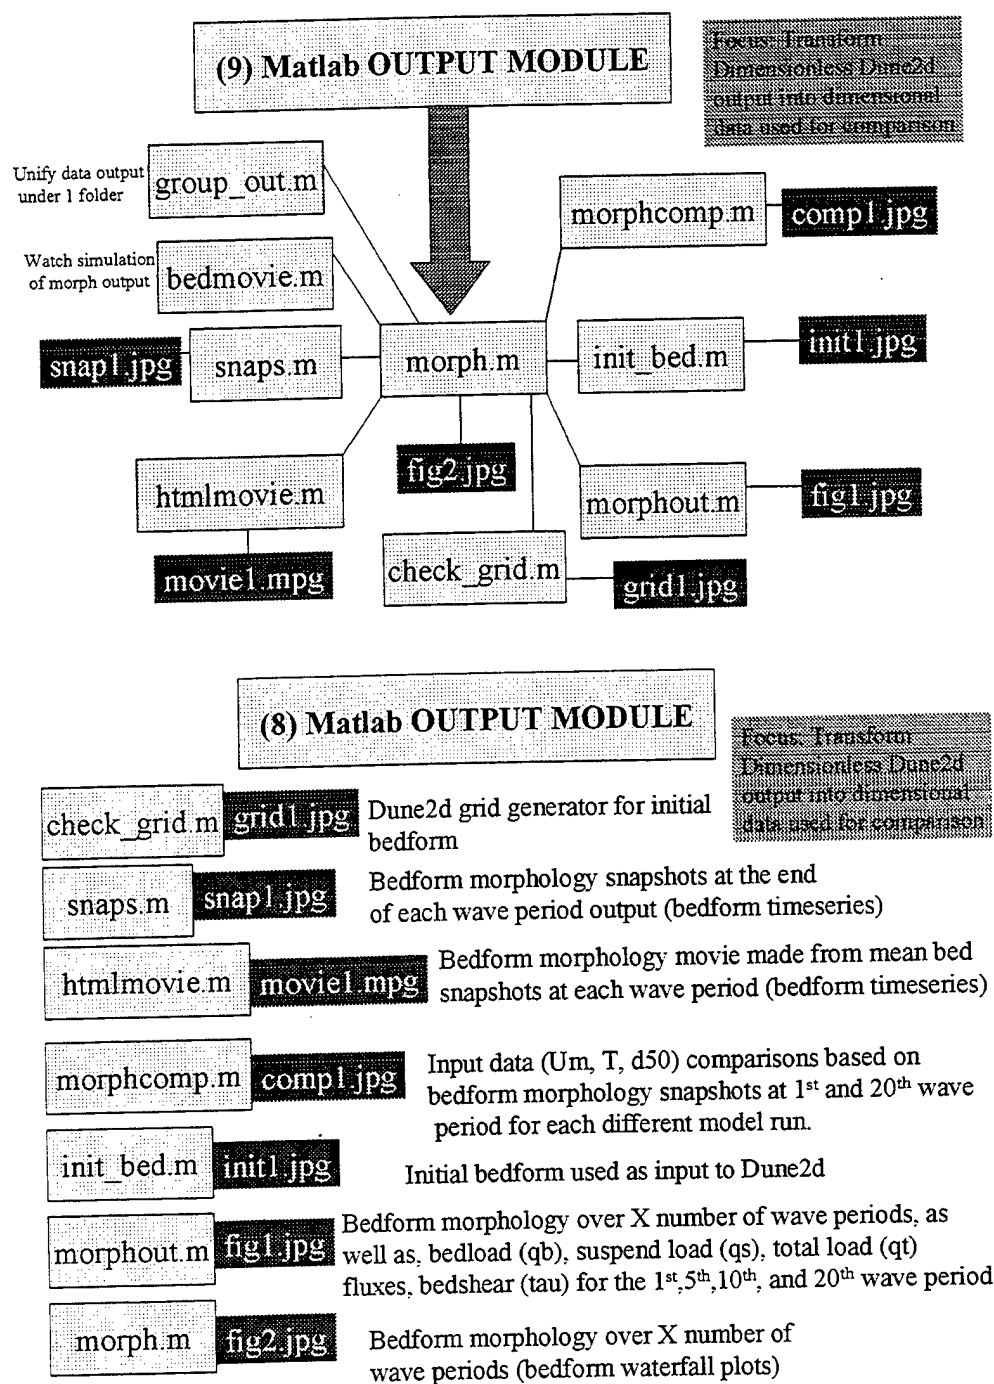 (9) Matlab OUTPUT MODULE
Focus: Transform
Dimensionless Dune2d
output into dimensional
data used for comparison
Unify data output
under 1 folder
group_out.m
morphcomp.m
comp1.jpg
Watch simulation
of morph output
bedmovie.m
snap1.jpg
snaps.m
morph.m
init_bed.m
init1.jpg
htmlmovie.m
fig2.jpg
morphout.m
fig1.jpg
movie1.mpg
check_grid.m
grid1.jpg
(8) Matlab OUTPUT MODULE
Focus: Transform
Dimensionless Dune2d
output into dimensional
data used for comparison
check_grid.m
grid1.jpg
Dune2d grid generator for initial
bedform
snaps.m
snap1.jpg
Bedform morphology snapshots at the end
of each wave period output (bedform timeseries)
htmlmovie.m
movie1.mpg
Bedform morphology movie made from mean bed
snapshots at each wave period (bedform timeseries)
morphcomp.m
comp1.jpg
Input data (Um, T, d50) comparisons based on
bedform morphology snapshots at 1st and 20th wave
period for each different model run.
init_bed.m
init1.jpg
Initial bedform used as input to Dune2d
morphout.m
fig1.jpg
Bedform morphology over X number of wave periods, as
well as, bedload (qb), suspend load (qs), total load (qt)
fluxes, bedshear (tau) for the 1st,5th,10th, and 20th wave period
morph.m
fig2.jpg
Bedform morphology over X number of
wave periods (bedform waterfall plots)